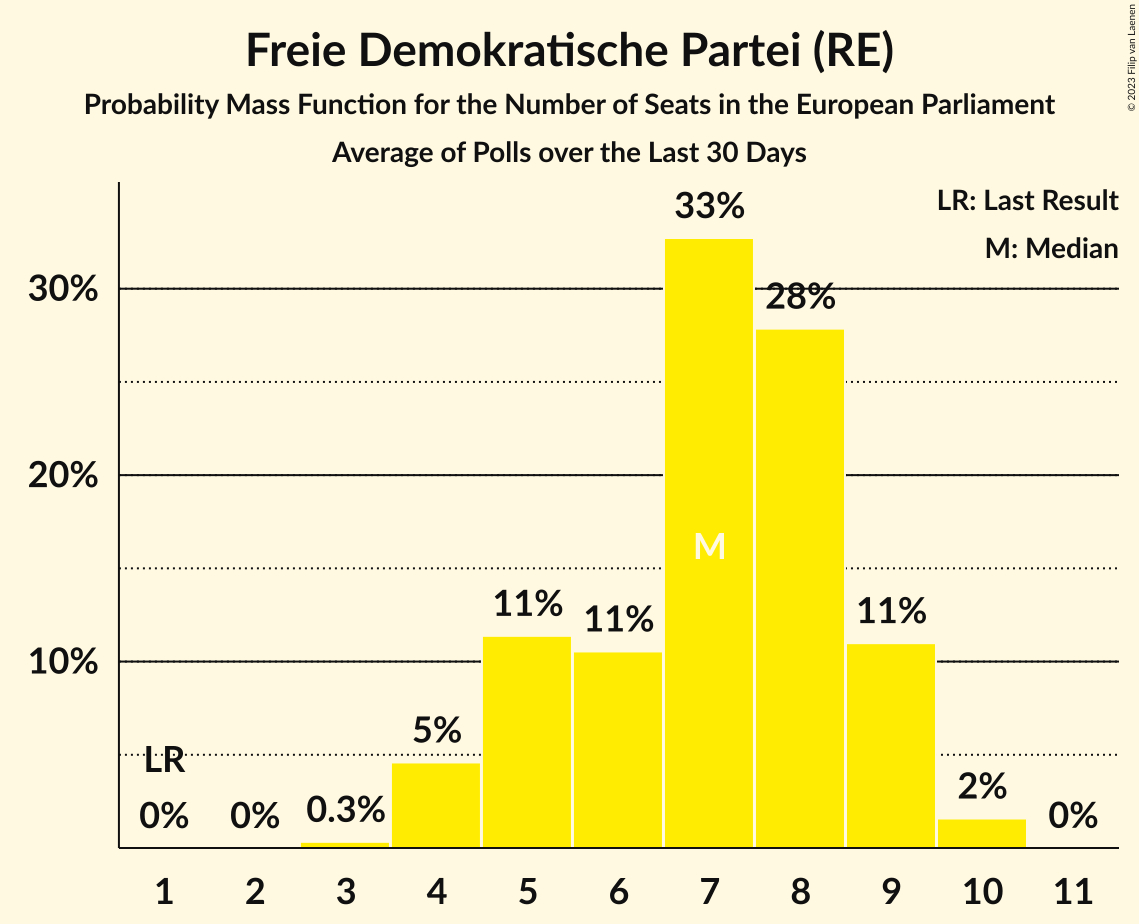 Freie Demokratische Partei (RE)
Probability Mass Function for the Number of Seats in the European Parliament
Average of Polls over the Last 30 Days
© 2023 Filip van Laenen
LR: Last Result
M: Median
33%
30%
28%
20%
M
11%
11%
11%
10%
5%
LR
2%
0%
0%
0.3%
0%
1 2 3 4 5 6 7 8 9 10 11